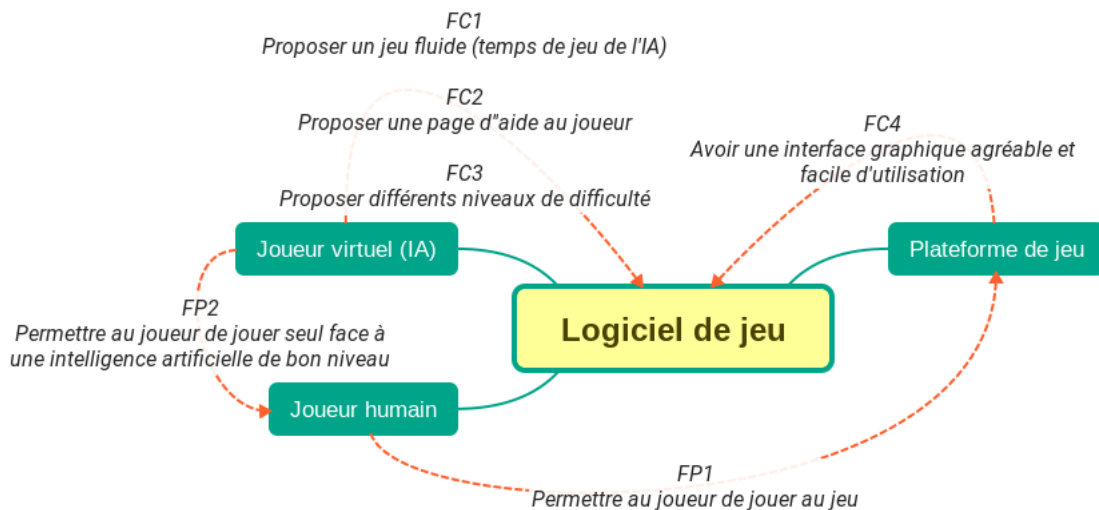 FC1
Proposer un jeu fluide (temps de jeu de l'IA)
FC2
Proposer une page d"aide au joueur
FC3
Proposer différents niveaux de difficulté
FC4
Avoir une interface graphique agréable et
facile d'utilisation
Joueur virtuel (IA)
Plateforme de jeu
Logiciel de jeu
FP2
Permettre au joueur de jouer seul face à
une intelligence artificielle de bon niveau
Joueur humain
FP1
Permettre au joueur de jouer au jeu